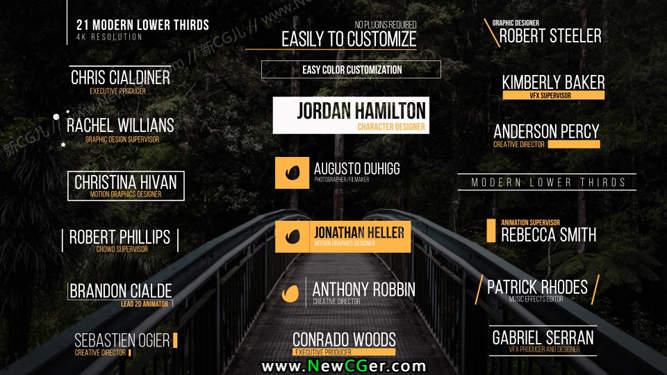 21 MODERN LOWER THIRDS
4K RESOLUTION
CHRIS CIALDINER
EXECUTIVE PRODUCER
RACHEL WILLIANS
GRAPHIC DESIGN SUPERVISOR
CHRISTINA HIVAN
MOTION GRAPHICS DESIGNER
ROBERT PHILLIPS
CROWD SUPERVISOR
BRANDON CIALDE
LEAD 2D ANIMATOR
SEBASTIEN OGIER
CREATIVE DIRECTOR
NO PLUGINS REQUIRED
EASILY TO CUSTOMIZE
EASY COLOR CUSTOMIZATION
JORDAN HAMILTON
CHARACTER DESIGNER
AUGUSTO DUHIGG
PHOTOGRAPHER/FILMAKER
JONATHAN HELLER
MOTION GRAPHICS DESIGNER
ANTHONY ROBBIN
CREATIVE DIRECTOR
CONRADO WOODS
EXECUTIVE PRODUCER
GRAPHIC DESIGNER
ROBERT STEELER
KIMBERLY BAKER
VFX SUPERVISOR
ANDERSON PERCY
CREATIVE DIRECTOR
MODERN LOWER THIRDS
ANIMATION SUPERVISOR
REBECCA SMITH
PATRICK RHODES
MUSIC EFFECTS EDITOR
GABRIEL SERRAN
VFX PRODUCER AND DESIGNER
www.NewCGer.com